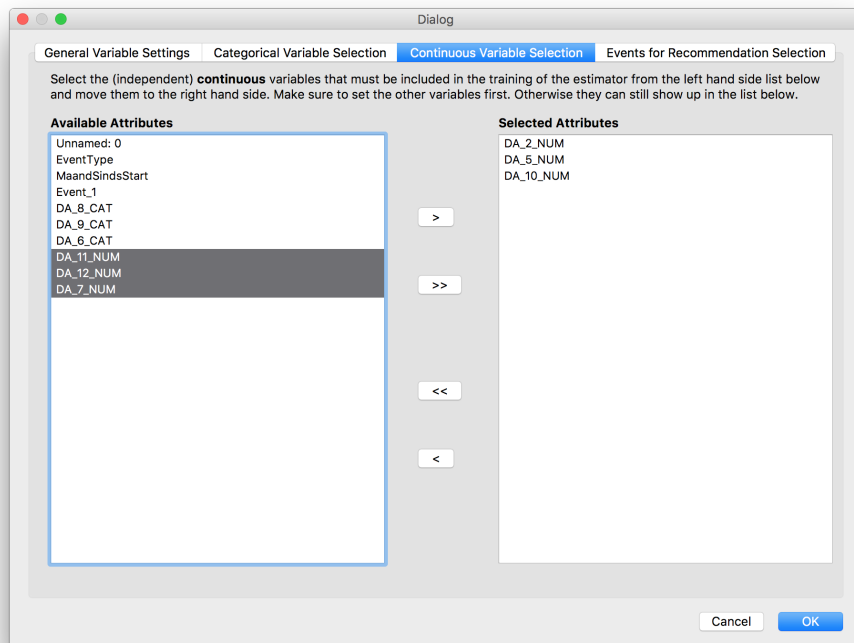 Dialog
General Variable Settings
Categorical Variable Selection
Continuous Variable Selection
Events for Recommendation Selection
Select the (independent) continuous variables that must be included in the training of the estimator from the left hand side list below
and move them to the right hand side. Make sure to set the other variables first. Otherwise they can still show up in the list below.
Available Attributes
Unnamed: 0
EventType
MaandSindsStart
Event_1
DA_8_CAT
DA_9_CAT
DA_6_CAT
DA_11_NUM
DA_12_NUM
DA_7_NUM
>
>>
<<
<
Selected Attributes
DA_2_NUM
DA_5_NUM
DA_10_NUM
Cancel
OK